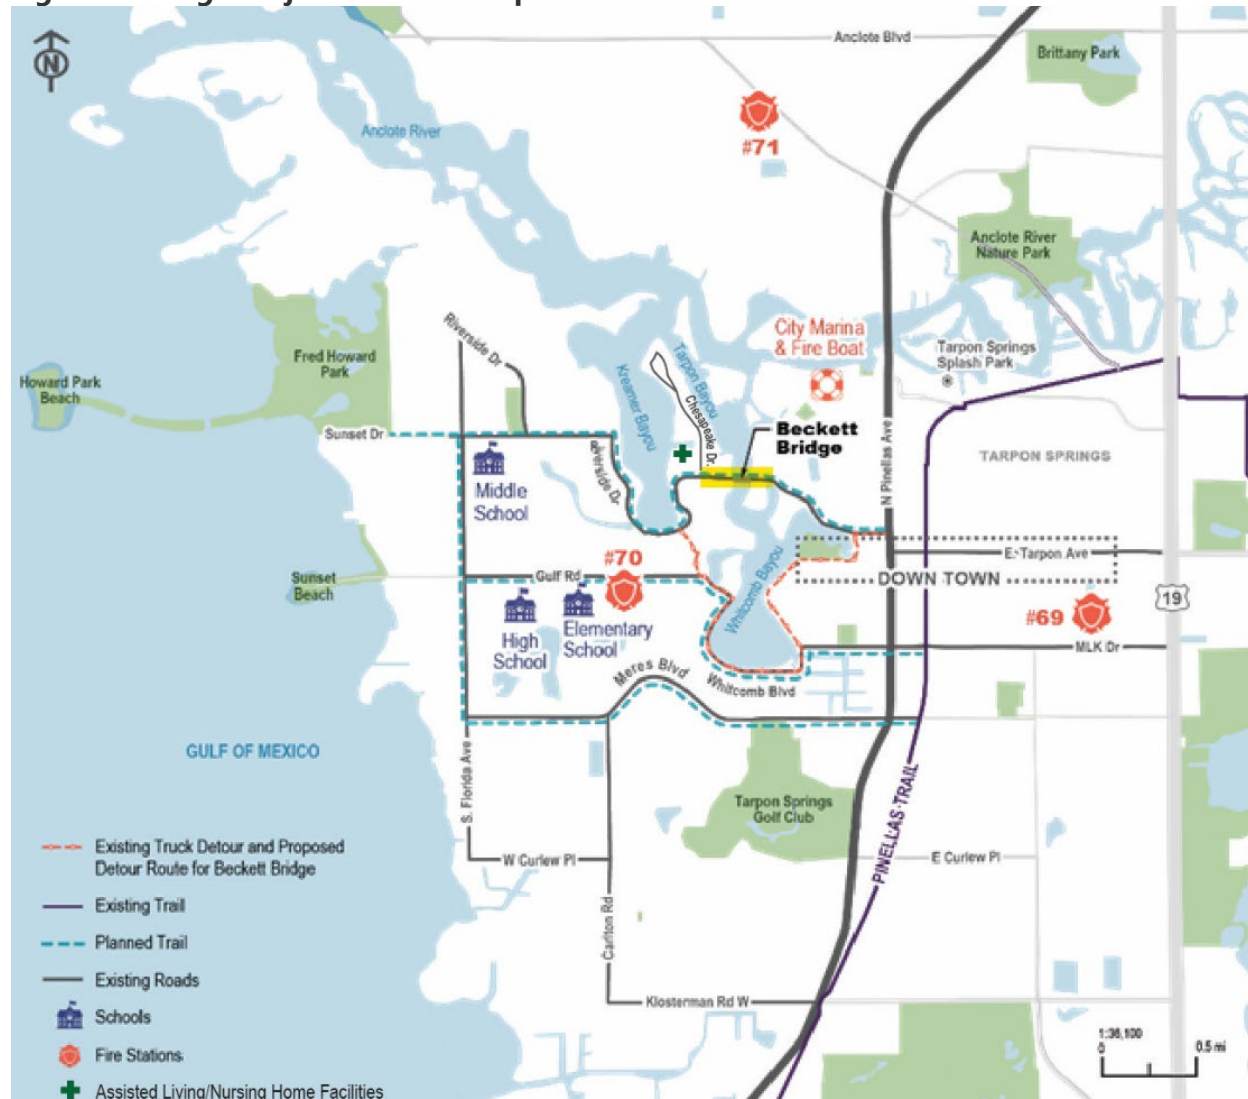 Anclote Blvd
Brittany Park
N
Anclote River
#71
Anclote River
Nature Park
Riverside Dr
City Marina
& Fire Boat
Tarpon Springs
Splash Park
Fred Howard
Park
Howard Park
Beach
Kreamer Bayou
Tarpon Bayou
Chesapeake Dr.
Beckett
Bridge
N Pinellas Ave
Sunset Dr
TARPON SPRINGS
Middle
School
#70
E. Tarpon Ave
Sunset
Beach
Gulf Rd
Whitcomb Bayou
DOWN TOWN
19
High
School
Elementary
School
#69
MLK Dr
Meres Blvd
Whitcomb Blvd
GULF OF MEXICO
S. Florida Ave
PINELLAS TRAIL
Tarpon Springs
Golf Club
Existing Truck Detour and Proposed
Detour Route for Beckett Bridge
W Curlew Pl
E Curlew Pl
Existing Trail
Carlton Rd
Planned Trail
Existing Roads
Klosterman Rd W
Schools
Fire Stations
1:36,100
0
0.5 mi
Assisted Living/Nursing Home Facilities